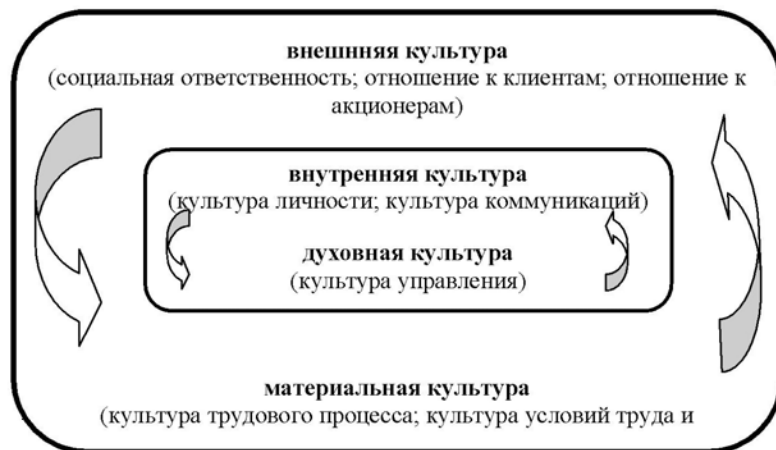 внешнняя культура
(социальная ответственность; отношение к клиентам; отношение к
акционерам)
внутренняя культура
(культура личности; культура коммуникаций)
духовная культура
(культура управления)
материальная культура
(культура трудового процесса; культура условий труда и